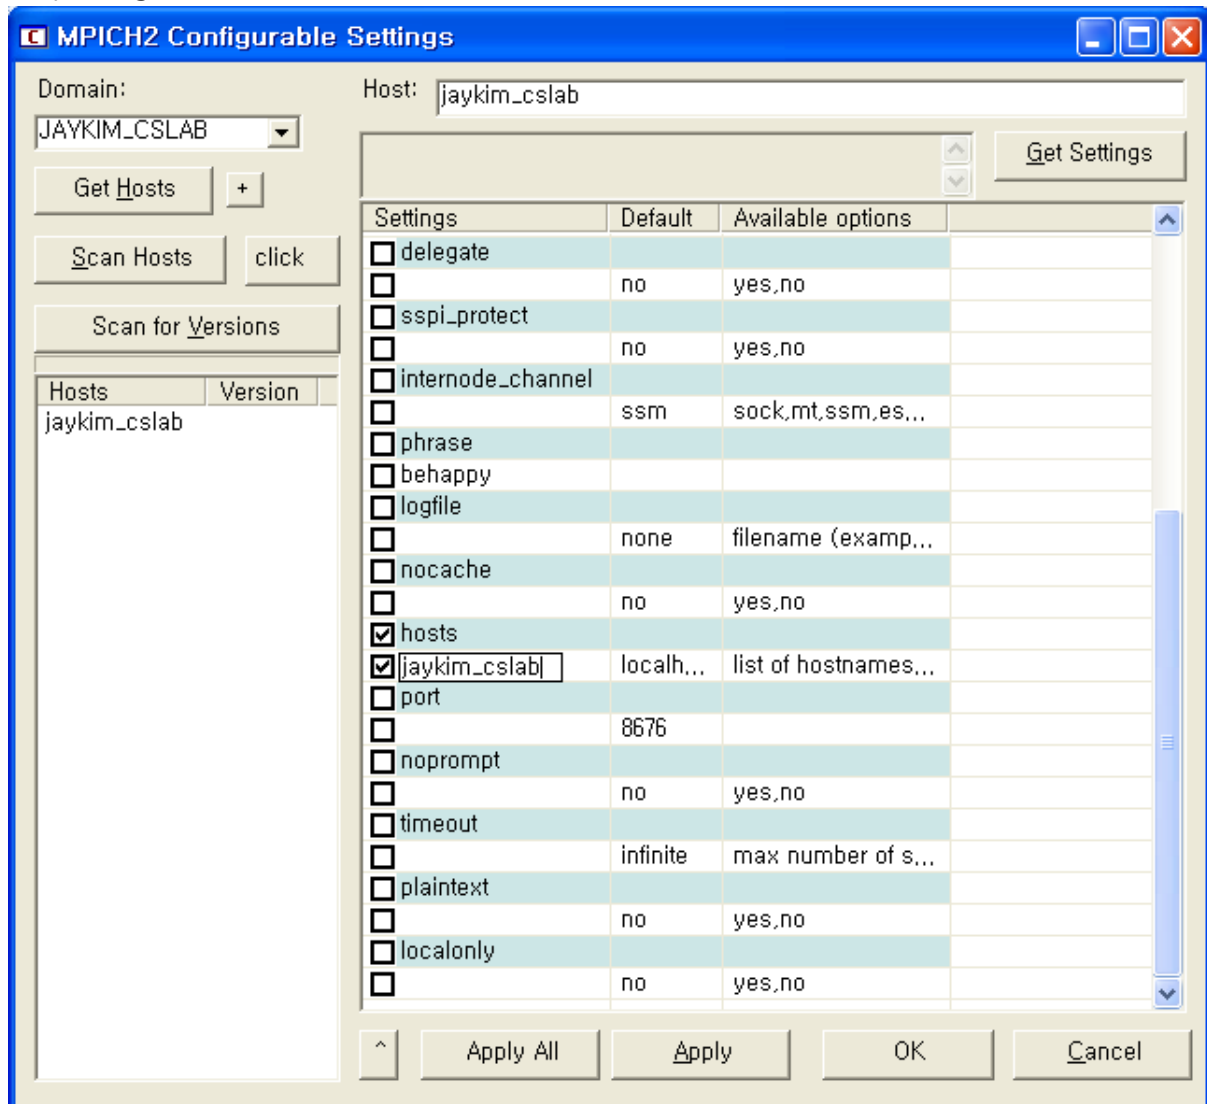 MPICH2 Configurable Settings
Domain:
JAYKIM_CSLAB
Get Hosts
+
Scan Hosts
click
Scan for Versions
Hosts Version
jaykim_cslab
Host: jaykim_cslab
Get Settings
Settings Default Available options
delegate
no yes,no
sspi_protect
no yes,no
internode_channel
ssm sock,mt,ssm,es...
phrase
behappy
logfile
none filename (examp...
nocache
no yes,no
hosts
jaykim_cslab localh... list of hostnames...
port
8676
noprompt
no yes,no
timeout
infinite max number of s...
plaintext
no yes,no
localonly
no yes,no
^
Apply All
Apply
OK
Cancel